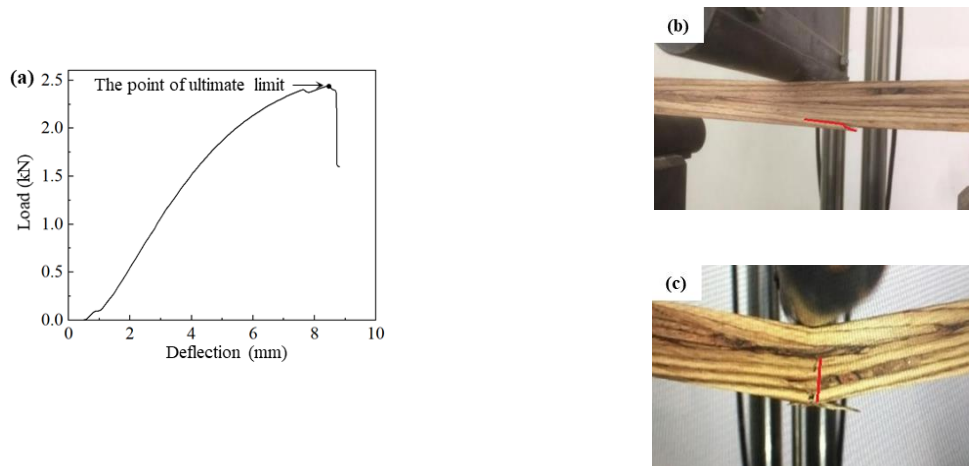 (a)
The point of ultimate limit
2.5
2.0
1.5
1.0
0.5
0.0
Load (kN)
0 2 4 6 8 10
Deflection (mm)
(b)
(c)